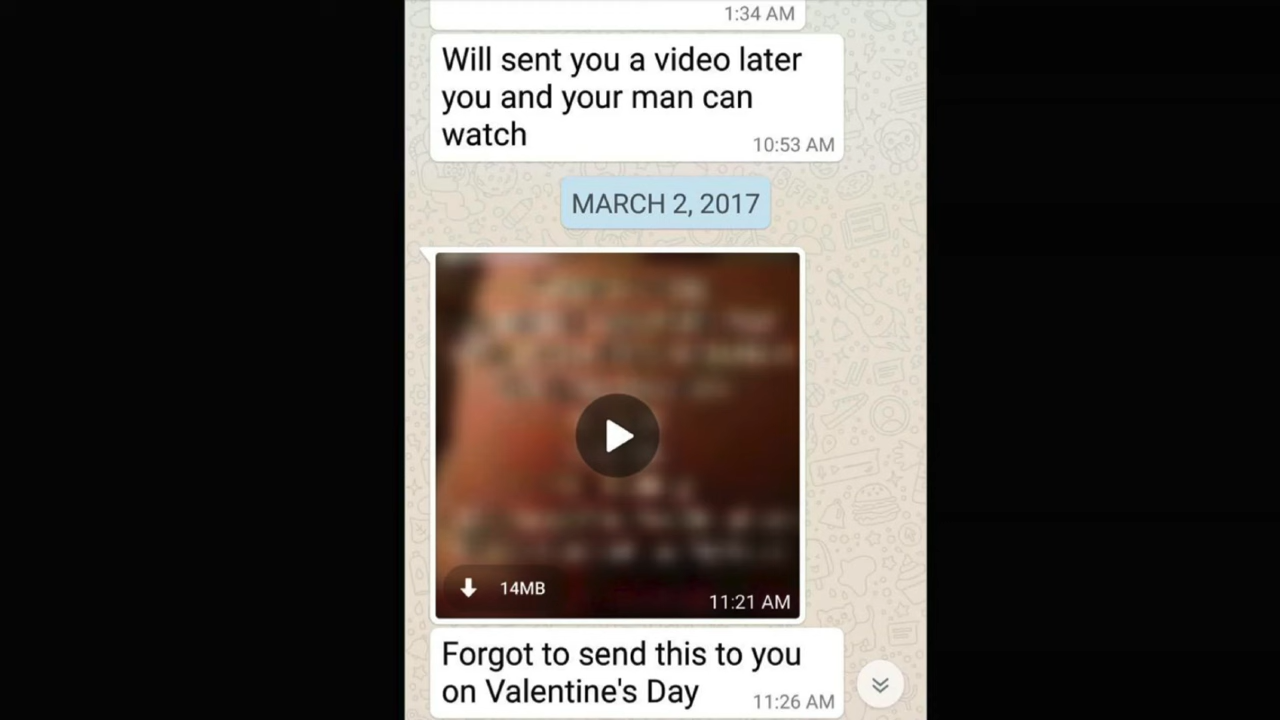 1:34 AM
Will sent you a video later
you and your man can
watch
10:53 AM
MARCH 2, 2017
14MB
11:21 AM
Forgot to send this to you
on Valentine's Day
11:26 AM